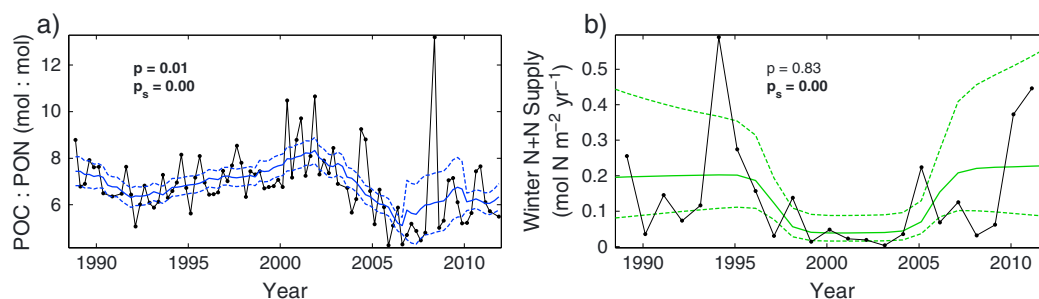 a)
POC : PON (mol : mol)
12
10
8
6
p = 0.01
pₛ = 0.00
1990 1995 2000 2005 2010
Year
b)
Winter N+N Supply
(mol N m⁻² yr⁻¹)
0.5
0.4
0.3
0.2
0.1
0
p = 0.83
pₛ = 0.00
1990 1995 2000 2005 2010
Year